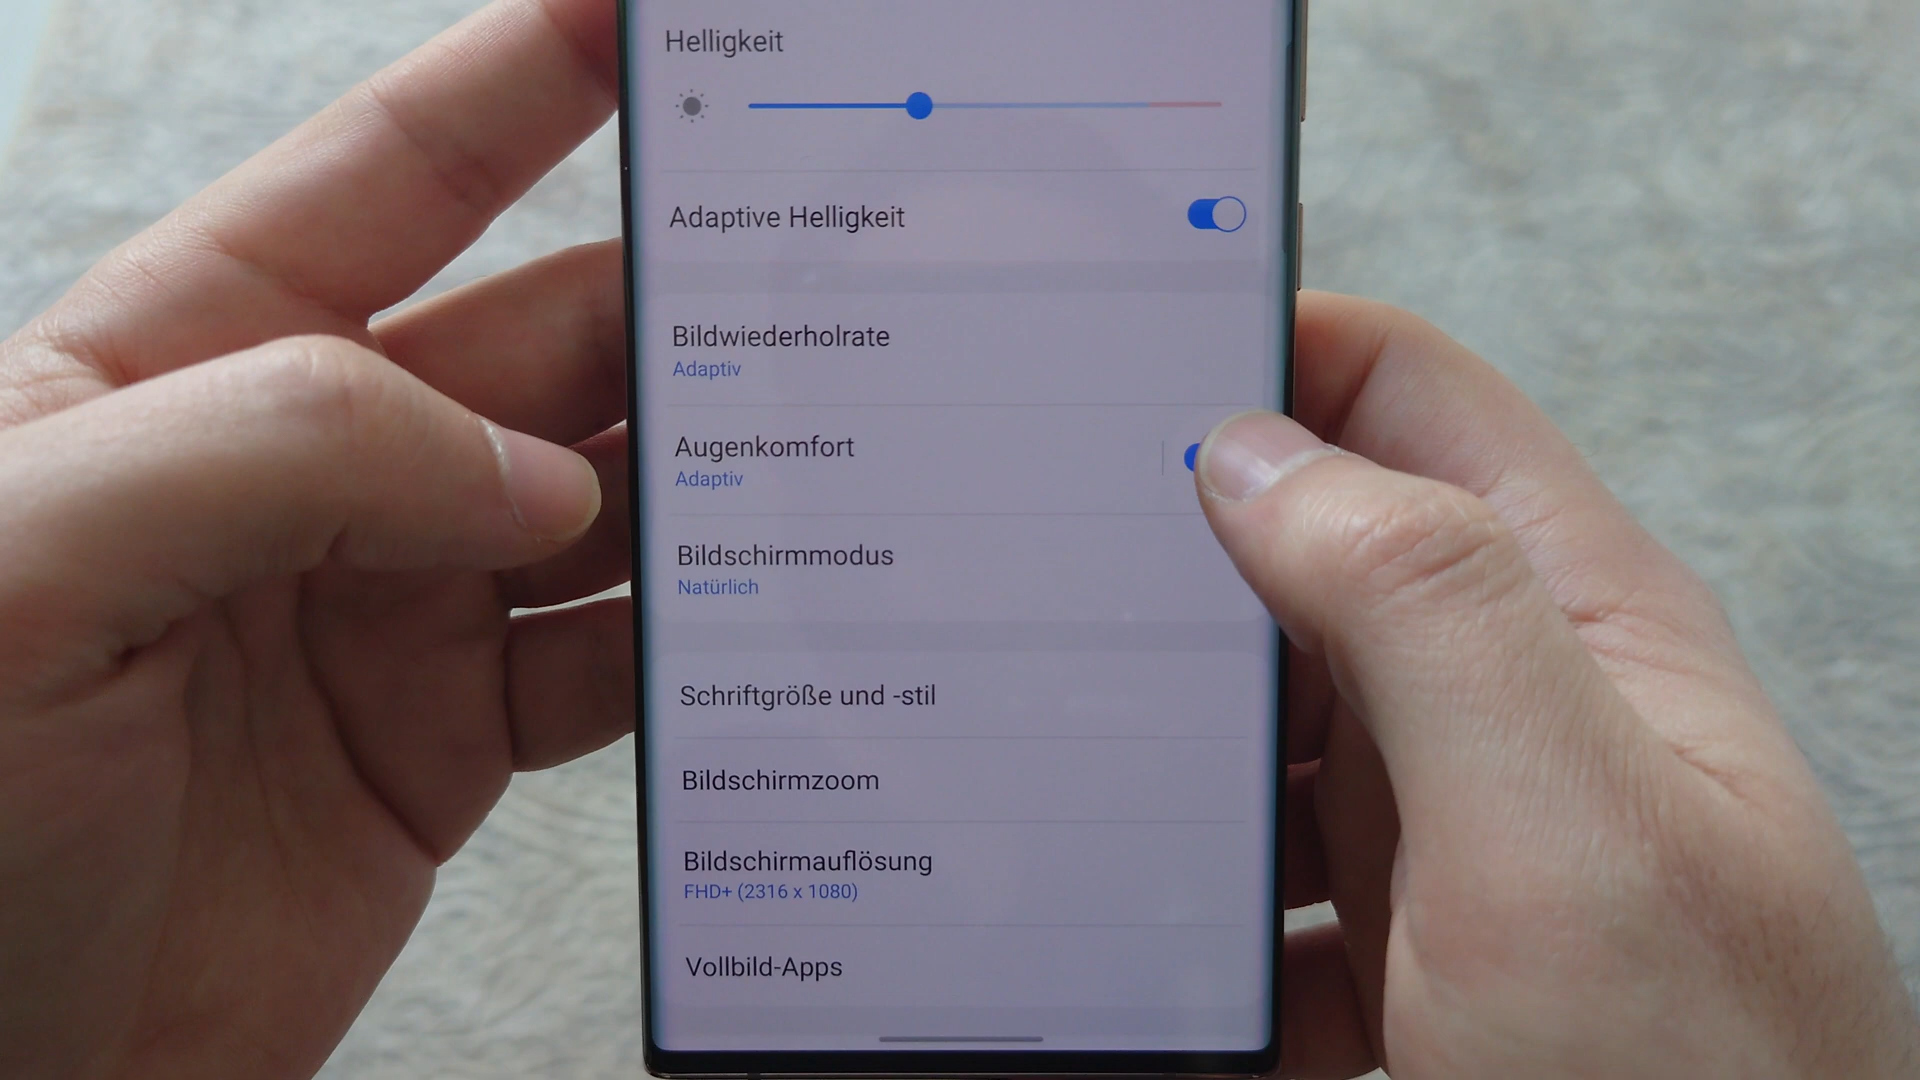 Helligkeit
Adaptive Helligkeit
Bildwiederholrate
Adaptiv
Augenkomfort
Adaptiv
Bildschirmmodus
Natürlich
Schriftgröße und -stil
Bildschirmzoom
Bildschirmauflösung
FHD+ (2316 x 1080)
Vollbild-Apps